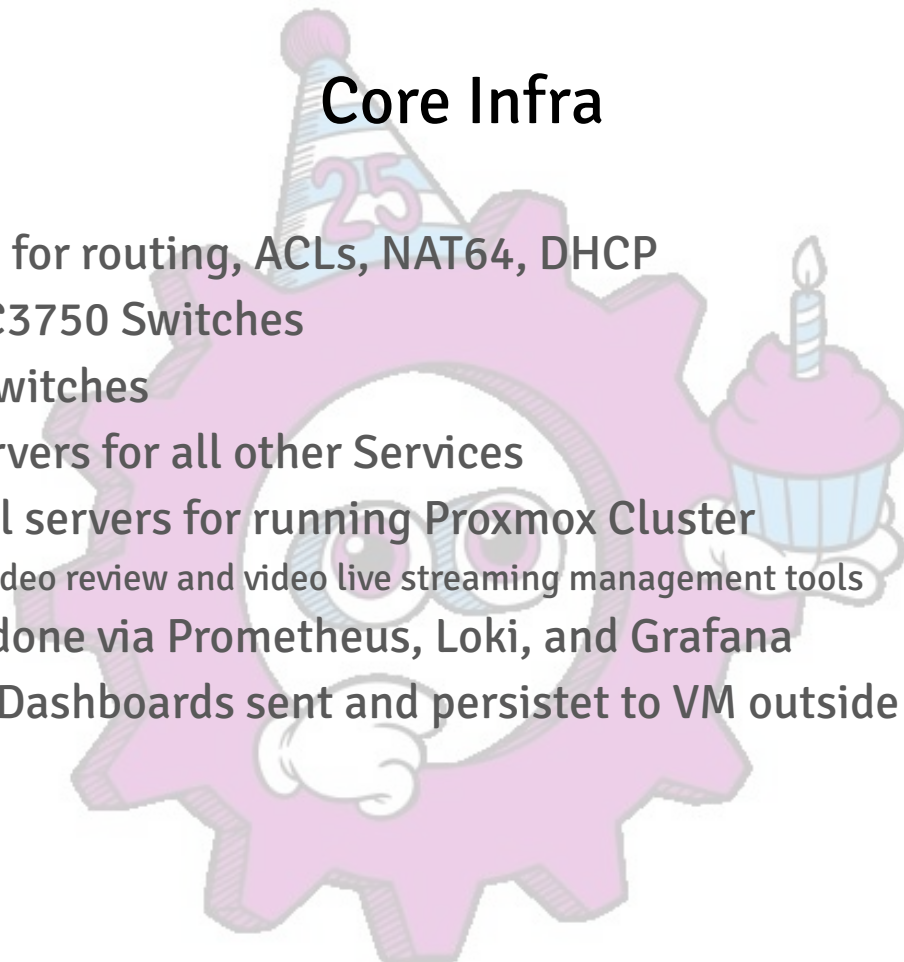 Core Infra
25
for routing, ACLs, NAT64, DHCP
C3750 Switches
witches
rvers for all other Services
l servers for running Proxmox Cluster
deo review and video live streaming management tools
done via Prometheus, Loki, and Grafana
Dashboards sent and persistet to VM outside